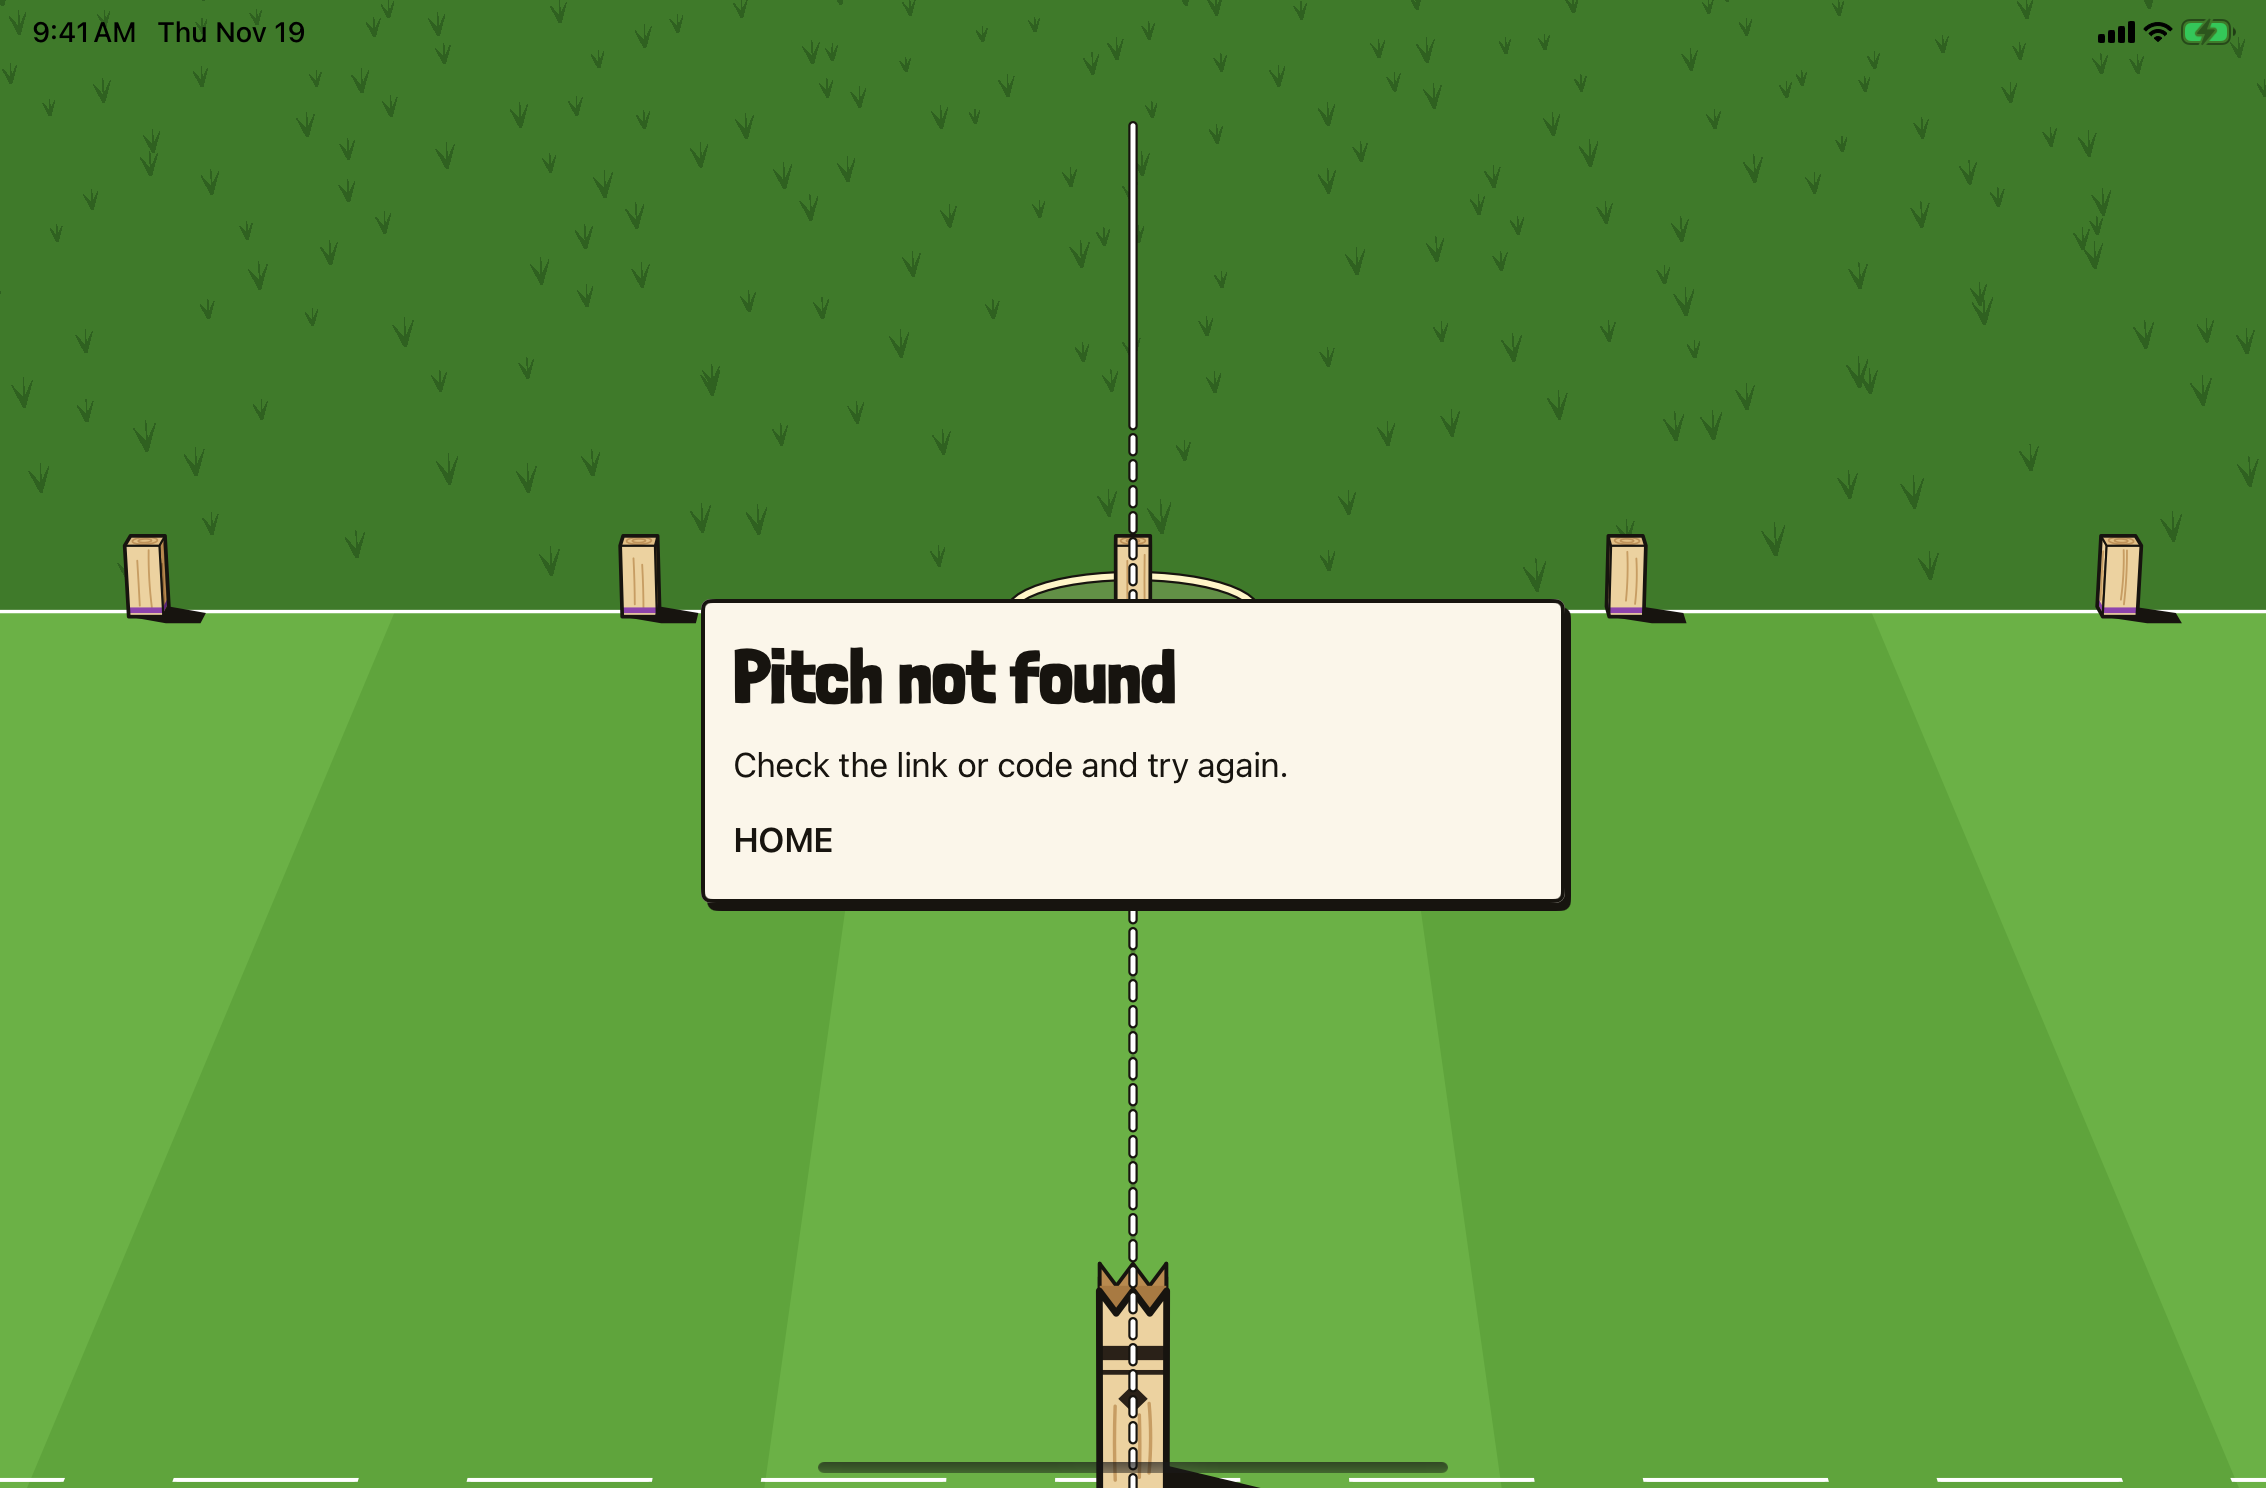 9:41 AM Thu Nov 19
Pitch not found
Check the link or code and try again.
HOME